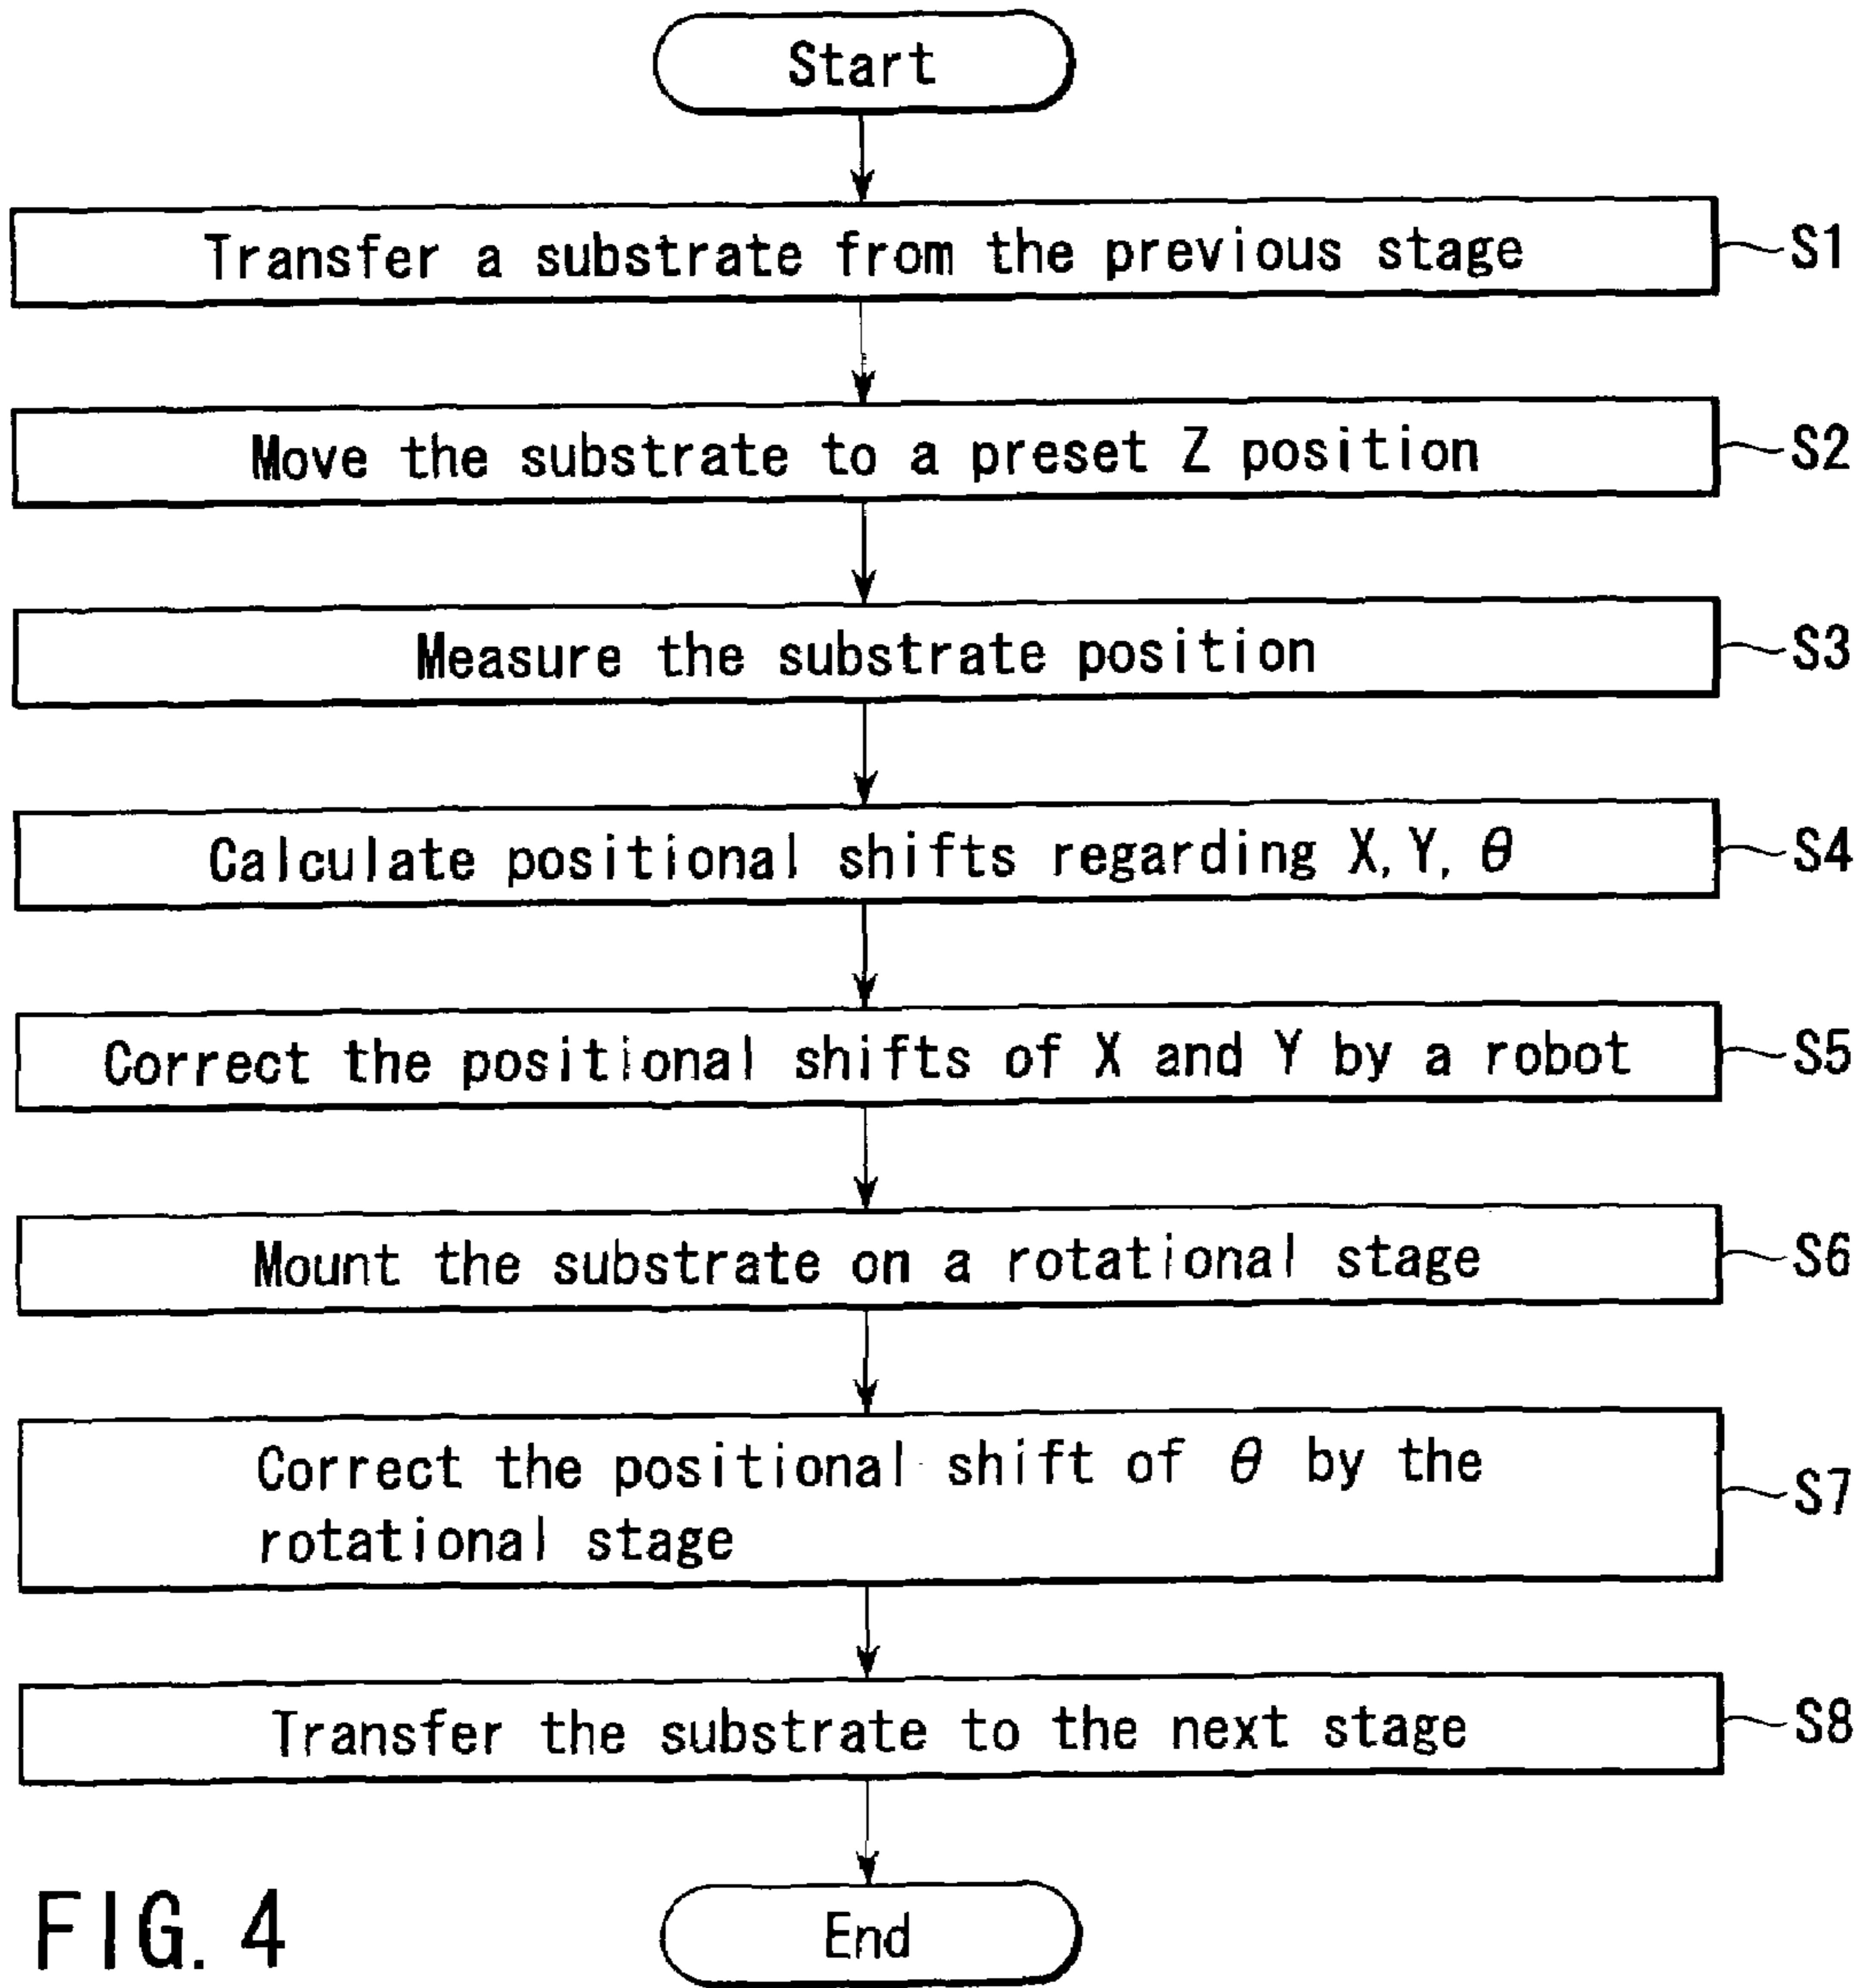 Start
Transfer a substrate from the previous stage
S1
Move the substrate to a preset Z position
S2
Measure the substrate position
S3
Calculate positional shifts regarding X, Y, θ
S4
Correct the positional shifts of X and Y by a robot
S5
Mount the substrate on a rotational stage
S6
Correct the positional shift of θ by the
rotational stage
S7
Transfer the substrate to the next stage
S8
End
FIG. 4